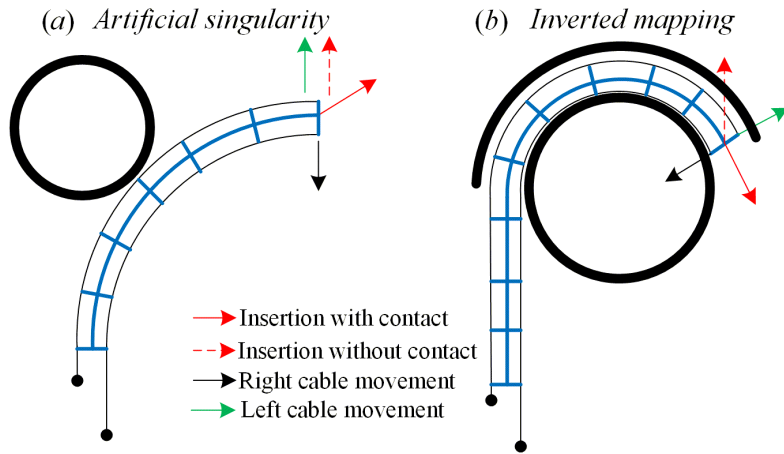 (a) Artificial singularity
(b) Inverted mapping
Insertion with contact
Insertion without contact
Right cable movement
Left cable movement